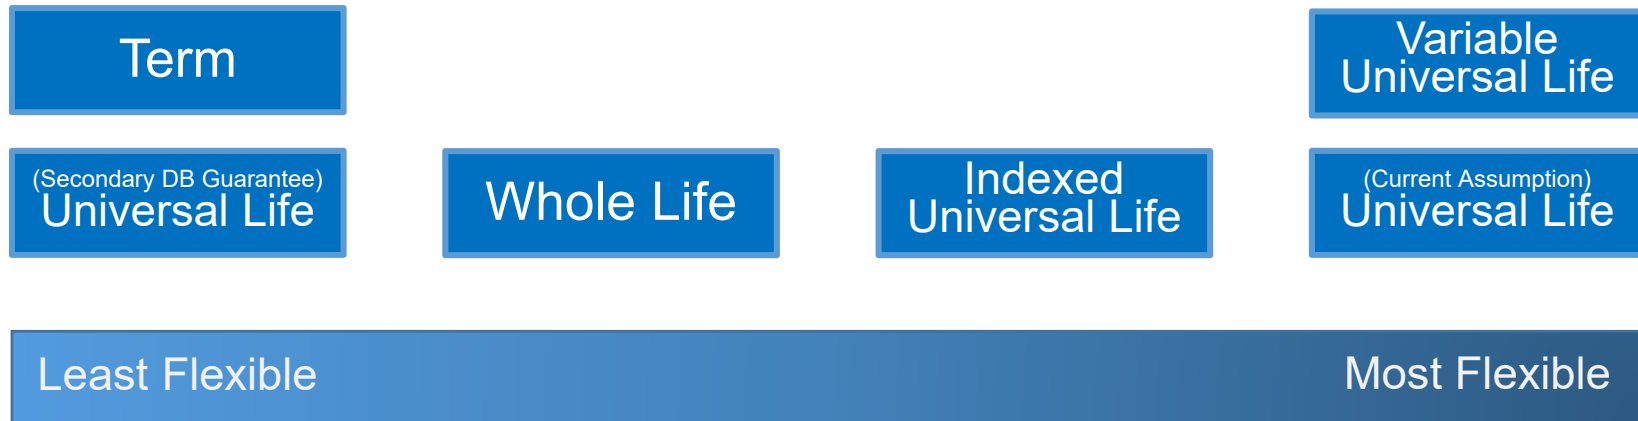 Term
Variable
Universal Life
(Secondary DB Guarantee)
Universal Life
Whole Life
Indexed
Universal Life
(Current Assumption)
Universal Life
Least Flexible
Most Flexible